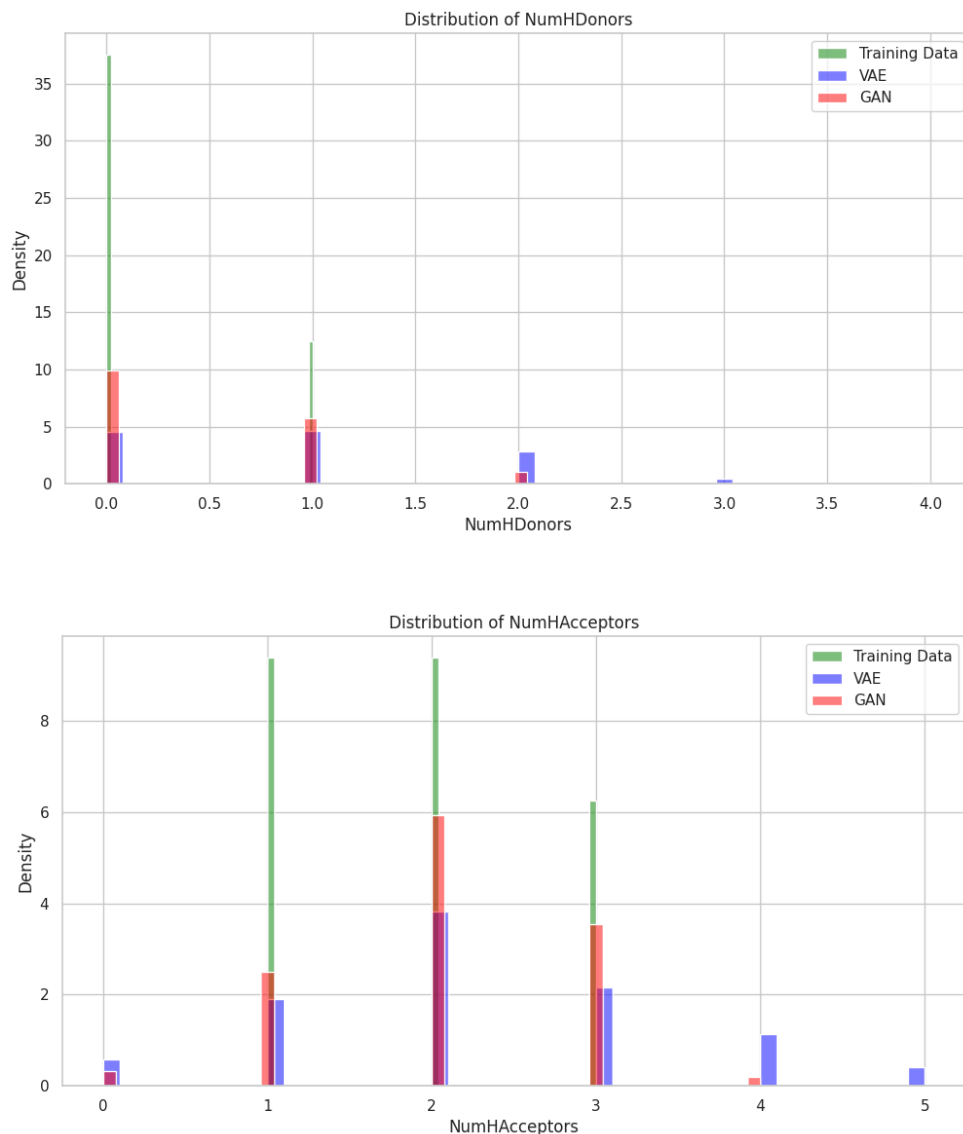 Distribution of NumHDonors
Training Data
VAE
GAN
35
30
25
20
15
10
5
0
Density
0.0 0.5 1.0 1.5 2.0 2.5 3.0 3.5 4.0
NumHDonors
Distribution of NumHAcceptors
Training Data
VAE
GAN
8
6
4
2
0
Density
0 1 2 3 4 5
NumHAcceptors